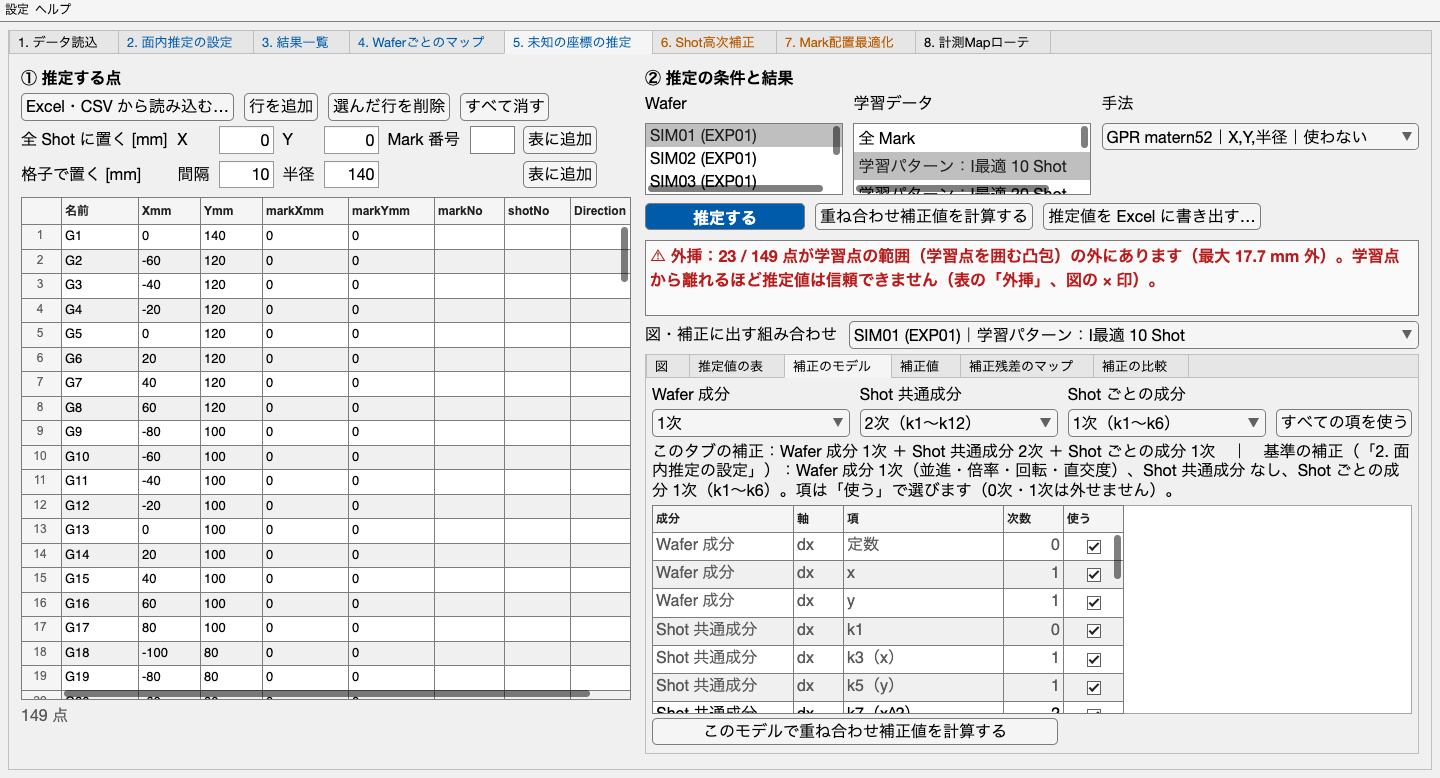 設定 ヘルプ
1. データ読込 2. 面内推定の設定 3. 結果一覧 4. Waferごとのマップ 5. 未知の座標の推定 6. Shot高次補正 7. Mark配置最適化 8. 計測Mapローテ
① 推定する点
Excel・CSV から読み込む... 行を追加 選んだ行を削除 すべて消す
全 Shot に置く [mm] X 0 Y 0 Mark 番号 表に追加
格子で置く [mm] 間隔 10 半径 140 表に追加
名前 Xmm Ymm markXmm markYmm markNo shotNo Direction
1 G1 0 140 0 0
2 G2 -60 120 0 0
3 G3 -40 120 0 0
4 G4 -20 120 0 0
5 G5 0 120 0 0
6 G6 20 120 0 0
7 G7 40 120 0 0
8 G8 60 120 0 0
9 G9 -80 100 0 0
10 G10 -60 100 0 0
11 G11 -40 100 0 0
12 G12 -20 100 0 0
13 G13 0 100 0 0
14 G14 20 100 0 0
15 G15 40 100 0 0
16 G16 60 100 0 0
17 G17 80 100 0 0
18 G18 -100 80 0 0
19 G19 -80 80 0 0
149 点
② 推定の条件と結果
Wafer 学習データ 手法
SIM01 (EXP01)
SIM02 (EXP01)
SIM03 (EXP01)
全 Mark
学習パターン：I最適 10 Shot
学習パターン：I最適 20 Shot
GPR matern52｜X,Y,半径｜使わない
推定する 重ね合わせ補正値を計算する 推定値を Excel に書き出す...
⚠ 外挿：23 / 149 点が学習点の範囲（学習点を囲む凸包）の外にあります（最大 17.7 mm 外）。学習点
から離れるほど推定値は信頼できません（表の「外挿」、図の × 印）。
図・補正に出す組み合わせ SIM01 (EXP01)｜学習パターン：I最適 10 Shot
図 推定値の表 補正のモデル 補正値 補正残差のマップ 補正の比較
Wafer 成分 Shot 共通成分 Shot ごとの成分
1次 2次（k1〜k12） 1次（k1〜k6） すべての項を使う
このタブの補正：Wafer 成分 1次 ＋ Shot 共通成分 2次 ＋ Shot ごとの成分 1次 ｜ 基準の補正（「2. 面
内推定の設定」）：Wafer 成分 1次（並進・倍率・回転・直交度）、Shot 共通成分 なし、Shot ごとの成
分 1次（k1〜k6）。項は「使う」で選びます（0次・1次は外せません）。
成分 軸 項 次数 使う
Wafer 成分 dx 定数 0
Wafer 成分 dx x 1
Wafer 成分 dx y 1
Shot 共通成分 dx k1 0
Shot 共通成分 dx k3（x） 1
Shot 共通成分 dx k5（y） 1
Shot 共通成分 dx k7（x^2） 2
このモデルで重ね合わせ補正値を計算する